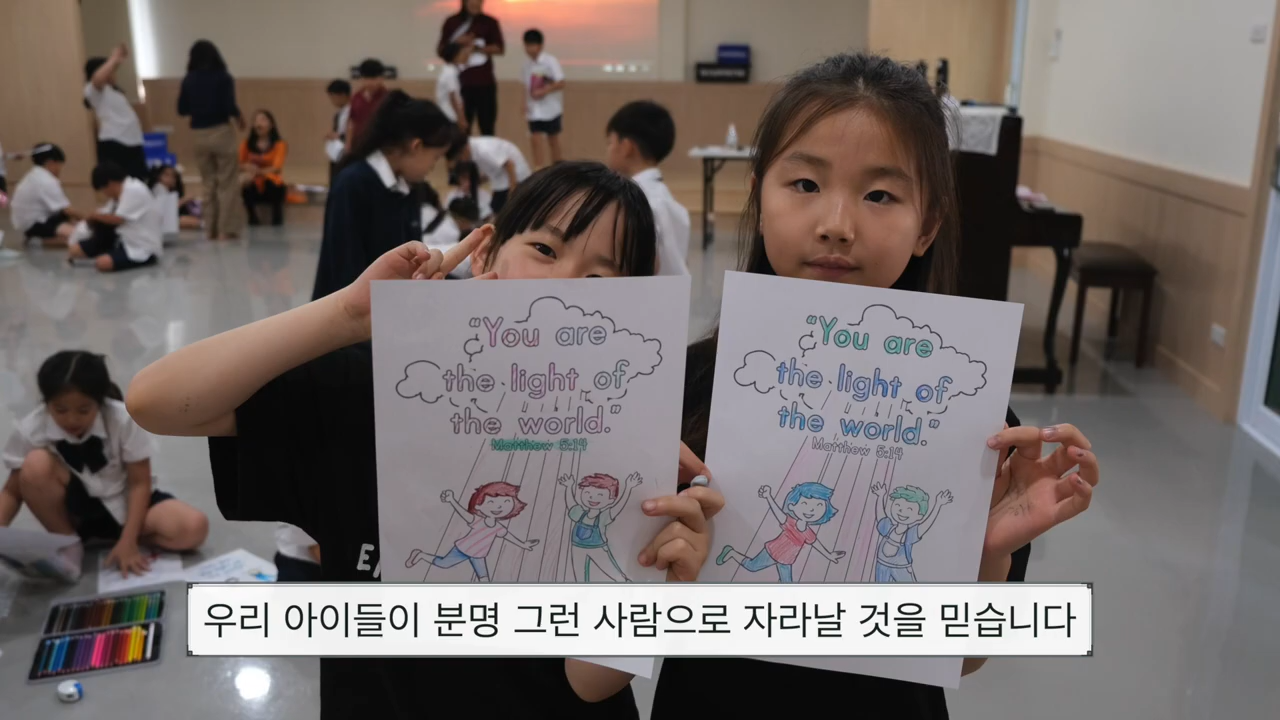 "You are
the light of
the world."
Matthew 5:14
"You are
the light of
the world."
Matthew 5:14
우리 아이들이 분명 그런 사람으로 자라날 것을 믿습니다